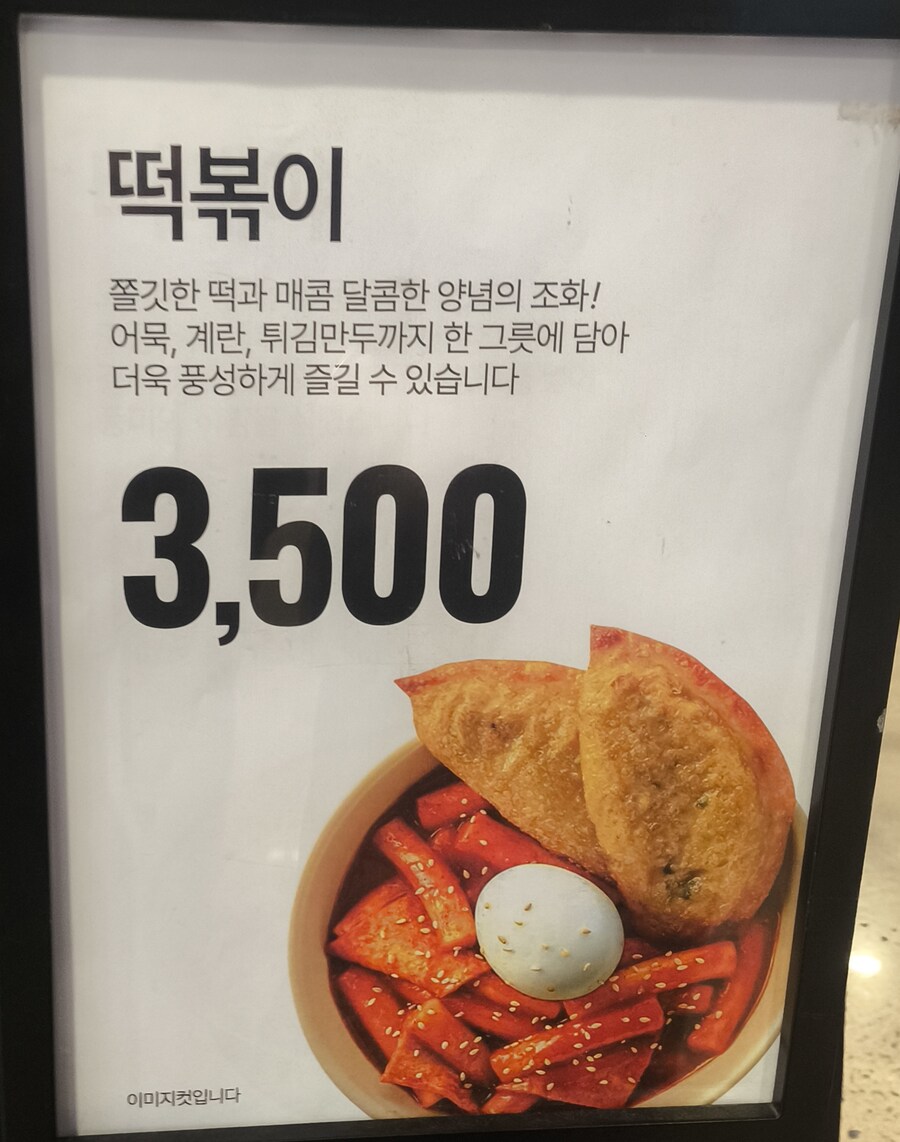 떡볶이
쫄깃한 떡과 매콤 달콤한 양념의 조화!
어묵, 계란, 튀김만두까지 한 그릇에 담아
더욱 풍성하게 즐길 수 있습니다
3,500
이미지컷입니다